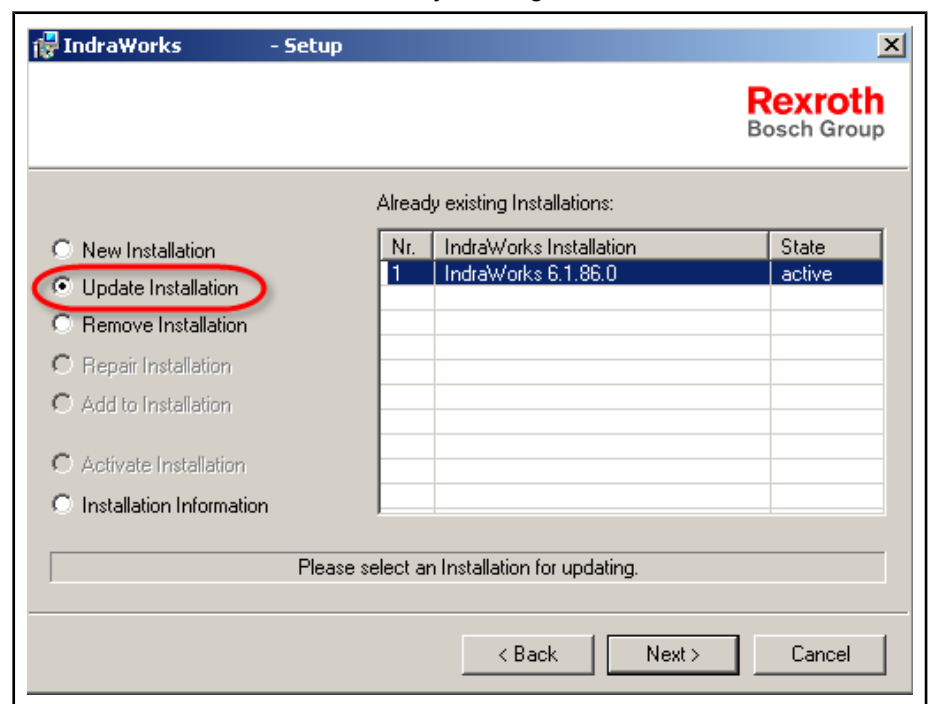 IndraWorks - Setup
Rexroth
Bosch Group
Already existing Installations:
New Installation
Update Installation
Remove Installation
Repair Installation
Add to Installation
Activate Installation
Installation Information
Nr. IndraWorks Installation State
1 IndraWorks 6.1.86.0 active
Please select an Installation for updating.
< Back Next > Cancel